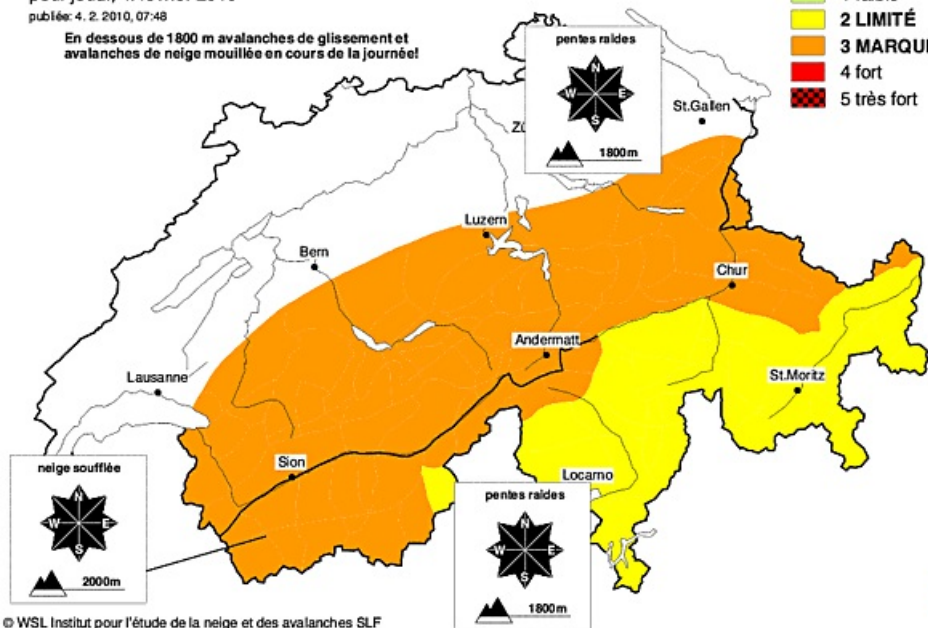 publiée: 4. 2. 2010, 07:48
En dessous de 1800 m avalanches de glissement et
avalanches de neige mouillée en cours de la journée!
2 LIMITÉ
4 fort
5 très fort
pentes raides
N
W E
S
1800m
St.Gallen
Luzern
Bern
Chur
Andermatt
St.Moritz
Lausanne
Sion
Locarno
neige soufflée
N
W E
S
2000m
pentes raides
N
W E
S
1800m
© WSL Institut pour l'étude de la neige et des avalanches SLF